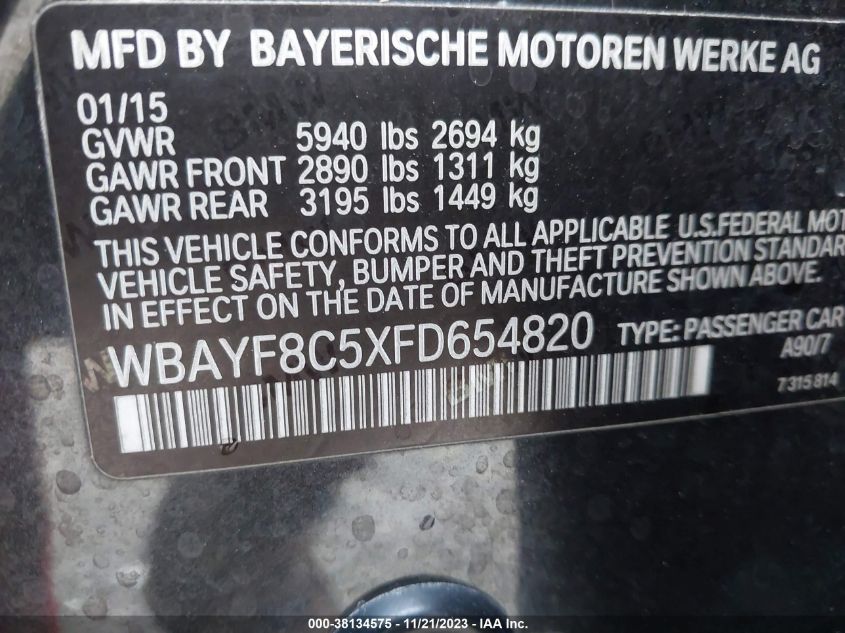 MFD BY BAYERISCHE MOTOREN WERKE AG
01/15
GVWR 5940 lbs 2694 kg
GAWR FRONT 2890 lbs 1311 kg
GAWR REAR 3195 lbs 1449 kg
THIS VEHICLE CONFORMS TO ALL APPLICABLE U.S.FEDERAL MOT
VEHICLE SAFETY, BUMPER AND THEFT PREVENTION STANDAR
IN EFFECT ON THE DATE OF MANUFACTURE SHOWN ABOVE.
WBAYF8C5XFD654820 TYPE: PASSENGER CAR
A90/7
7315814
000-38134575 - 11/21/2023 - IAA Inc.